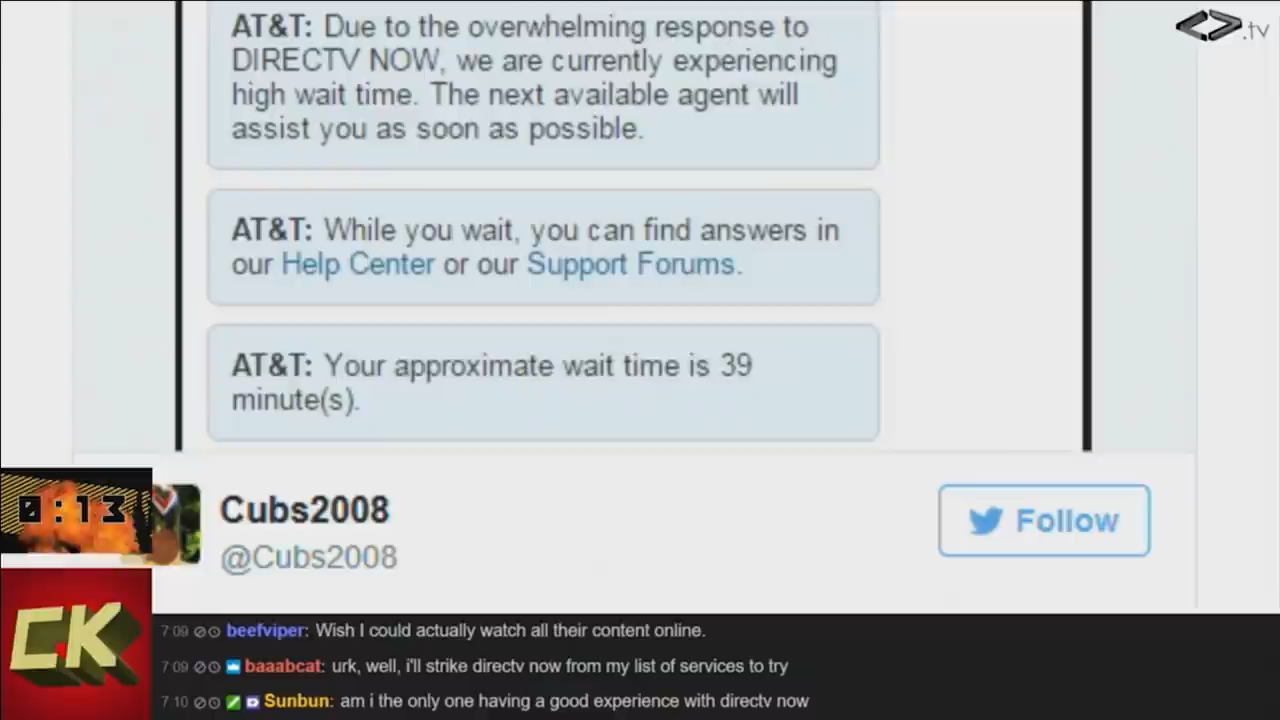 AT&T: Due to the overwhelming response to
DIRECTV NOW, we are currently experiencing
high wait time. The next available agent will
assist you as soon as possible.
AT&T: While you wait, you can find answers in
our Help Center or our Support Forums.
AT&T: Your approximate wait time is 39
minute(s).
.tv
0:13
Cubs2008
@Cubs2008
Follow
CK
7:09 beefviper: Wish I could actually watch all their content online.
7:09 baaabcat: urk, well, i'll strike directv now from my list of services to try
7:10 Sunbun: am i the only one having a good experience with directv now